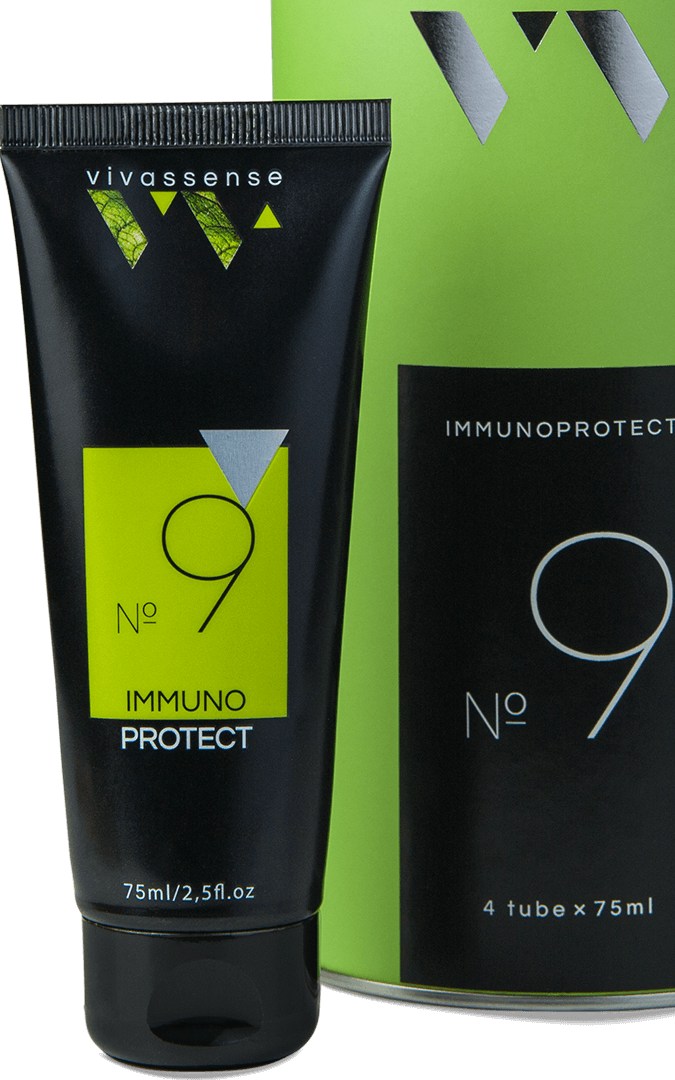 vivassense
№ 9
IMMUNO
PROTECT
75ml/2,5fl.oz
IMMUNOPROTECT
№ 9
4 tube × 75ml